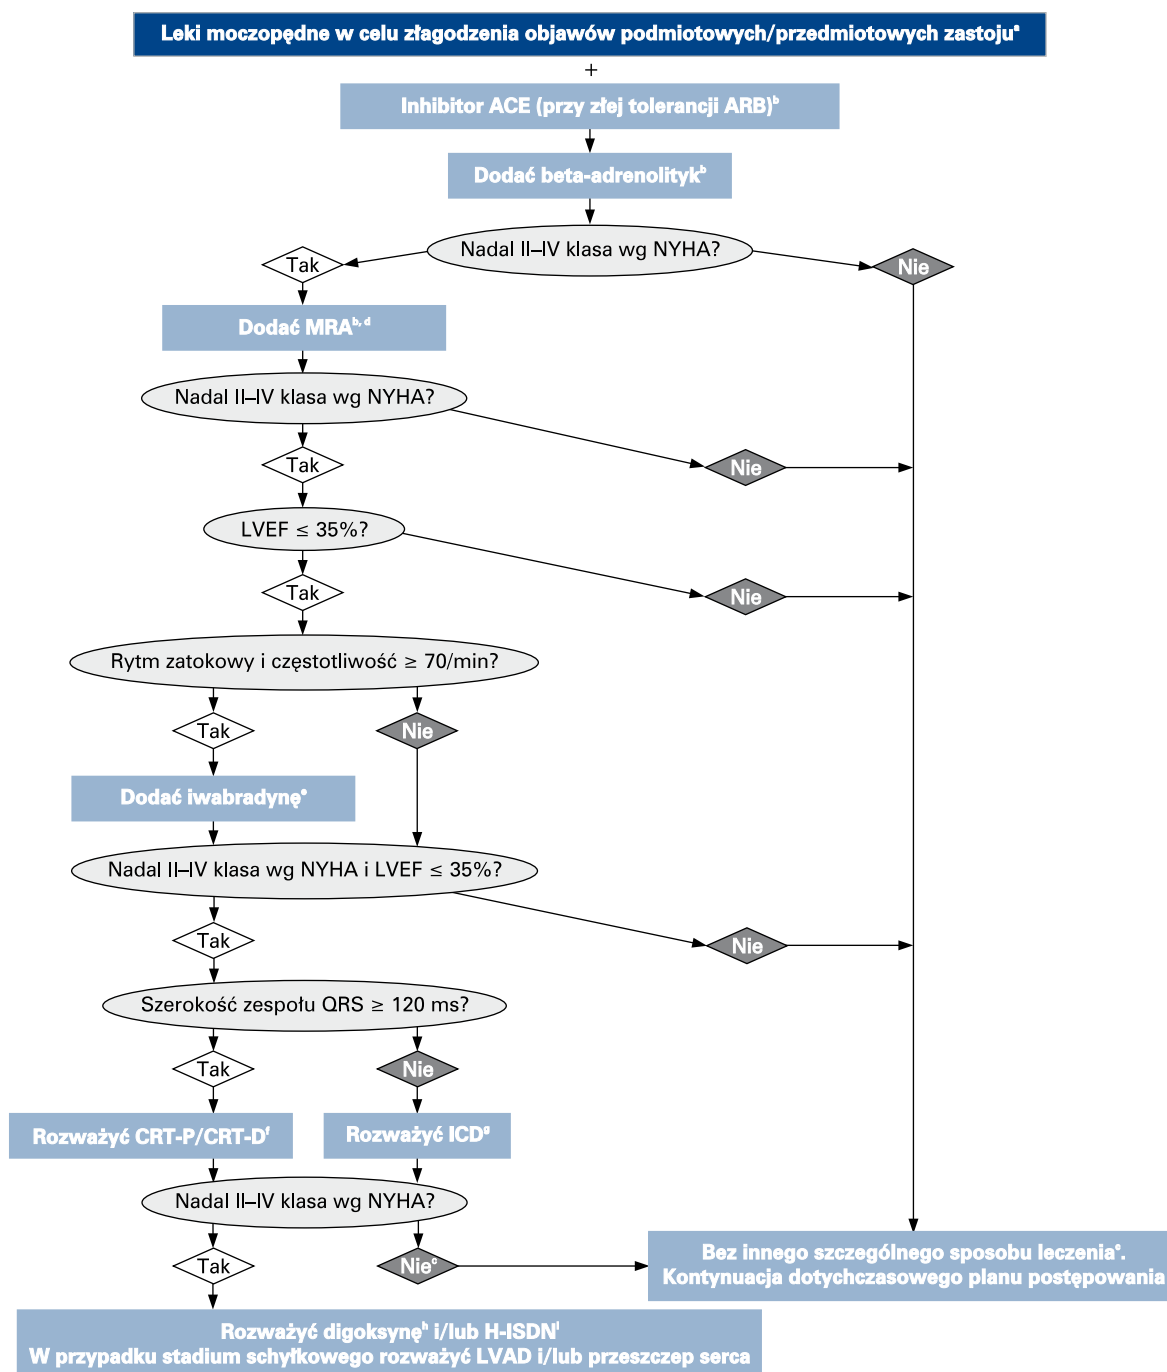 Leki moczopędne w celu złagodzenia objawów podmiotowych/przedmiotowych zastojuᵃ
+
Inhibitor ACE (przy złej tolerancji ARB)ᵇ
Dodać beta-adrenolitykᵇ
Nadal II–IV klasa wg NYHA?
Tak
Nie
Dodać MRAᵇ, ᵈ
Nadal II–IV klasa wg NYHA?
Tak
Nie
LVEF ≤ 35%?
Tak
Nie
Rytm zatokowy i częstotliwość ≥ 70/min?
Tak
Nie
Dodać iwabradynęᵉ
Nadal II–IV klasa wg NYHA i LVEF ≤ 35%?
Tak
Nie
Szerokość zespołu QRS ≥ 120 ms?
Tak
Nie
Rozważyć CRT-P/CRT-Dᶠ
Rozważyć ICDᵍ
Nadal II–IV klasa wg NYHA?
Tak
Nieᶜ
Bez innego szczególnego sposobu leczeniaᶜ.
Kontynuacja dotychczasowego planu postępowania
Rozważyć digoksynęʰ i/lub H-ISDNⁱ
W przypadku stadium schyłkowego rozważyć LVAD i/lub przeszczep serca